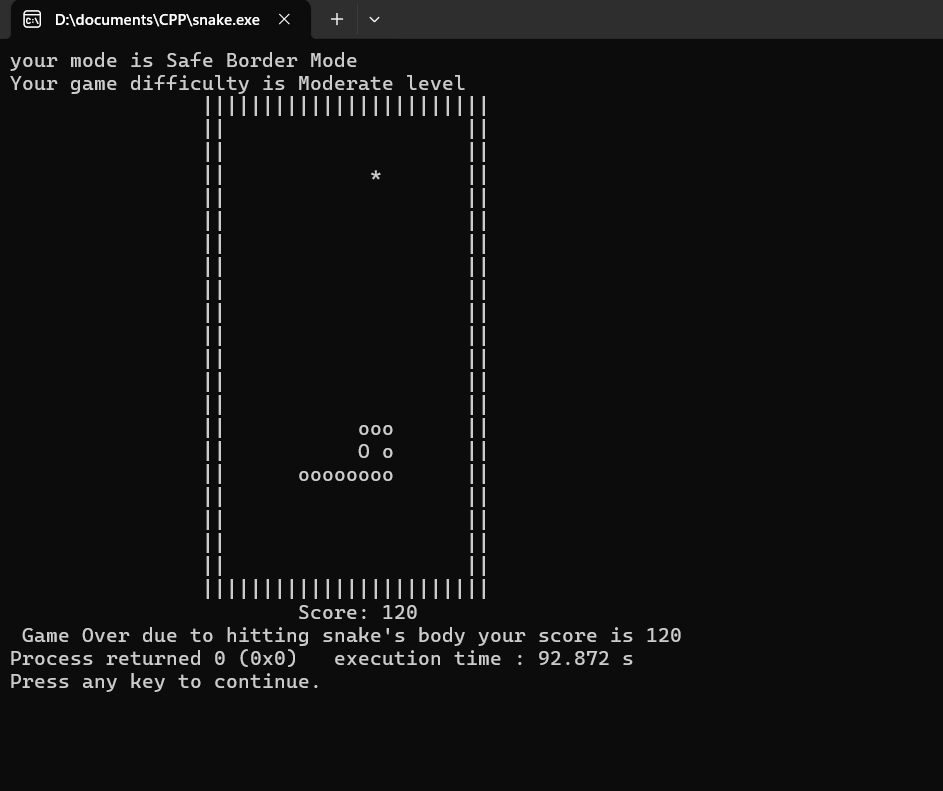 D:\documents\CPP\snake.exe
your mode is Safe Border Mode
Your game difficulty is Moderate level
||||||||||||||||||||||||
||                     ||
||                     ||
||             *       ||
||                     ||
||                     ||
||                     ||
||                     ||
||                     ||
||                     ||
||                     ||
||                     ||
||                     ||
||                     ||
||            ooo      ||
||            O o      ||
||       oooooooo      ||
||                     ||
||                     ||
||                     ||
||                     ||
||||||||||||||||||||||||
Score: 120
Game Over due to hitting snake's body your score is 120
Process returned 0 (0x0)   execution time : 92.872 s
Press any key to continue.